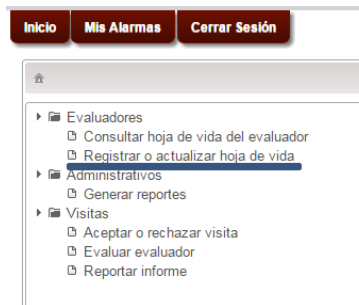 Inicio Mis Alarmas Cerrar Sesión
Evaluadores
Consultar hoja de vida del evaluador
Registrar o actualizar hoja de vida
Administrativos
Generar reportes
Visitas
Aceptar o rechazar visita
Evaluar evaluador
Reportar informe